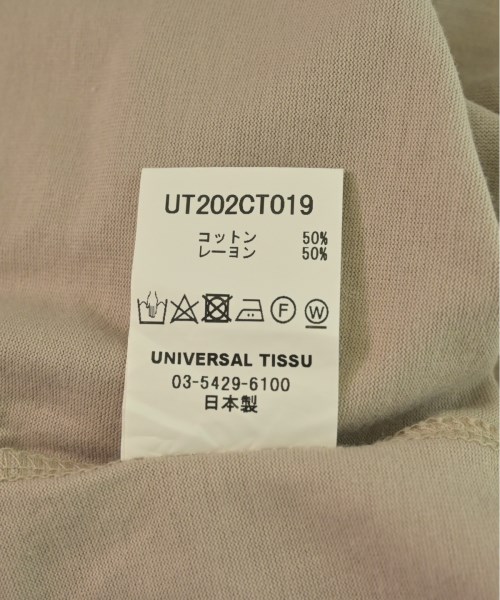 UT202CT019
コットン 50%
レーヨン 50%
F W
UNIVERSAL TISSU
03-5429-6100
日本製